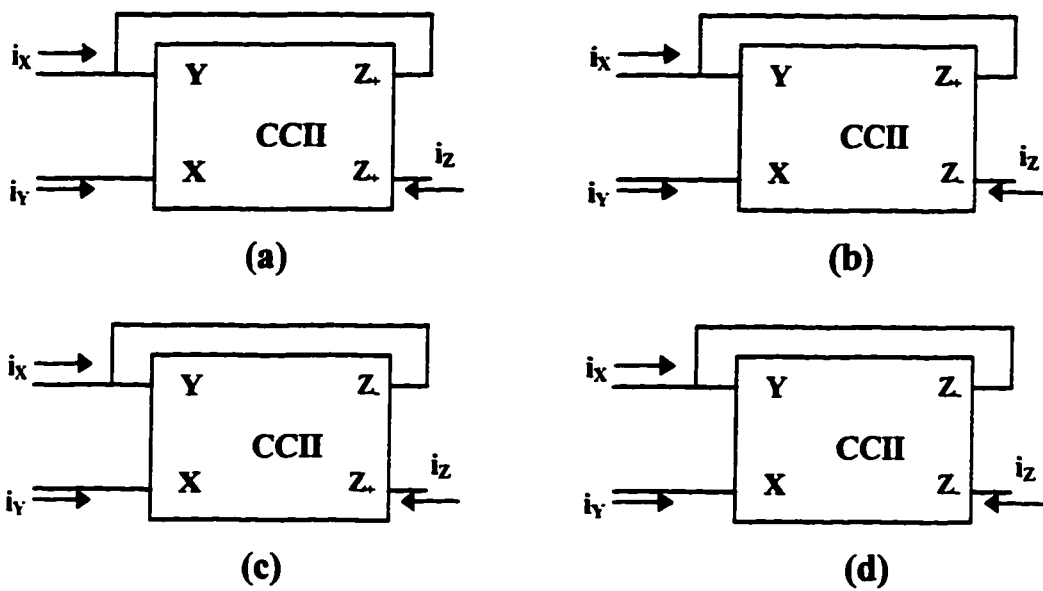 iX
Y
Z+
CCII
iY
X
Z+
iZ
(a)
iX
Y
Z+
CCII
iY
X
Z-
iZ
(b)
iX
Y
Z-
CCII
iY
X
Z+
iZ
(c)
iX
Y
Z-
CCII
iY
X
Z-
iZ
(d)